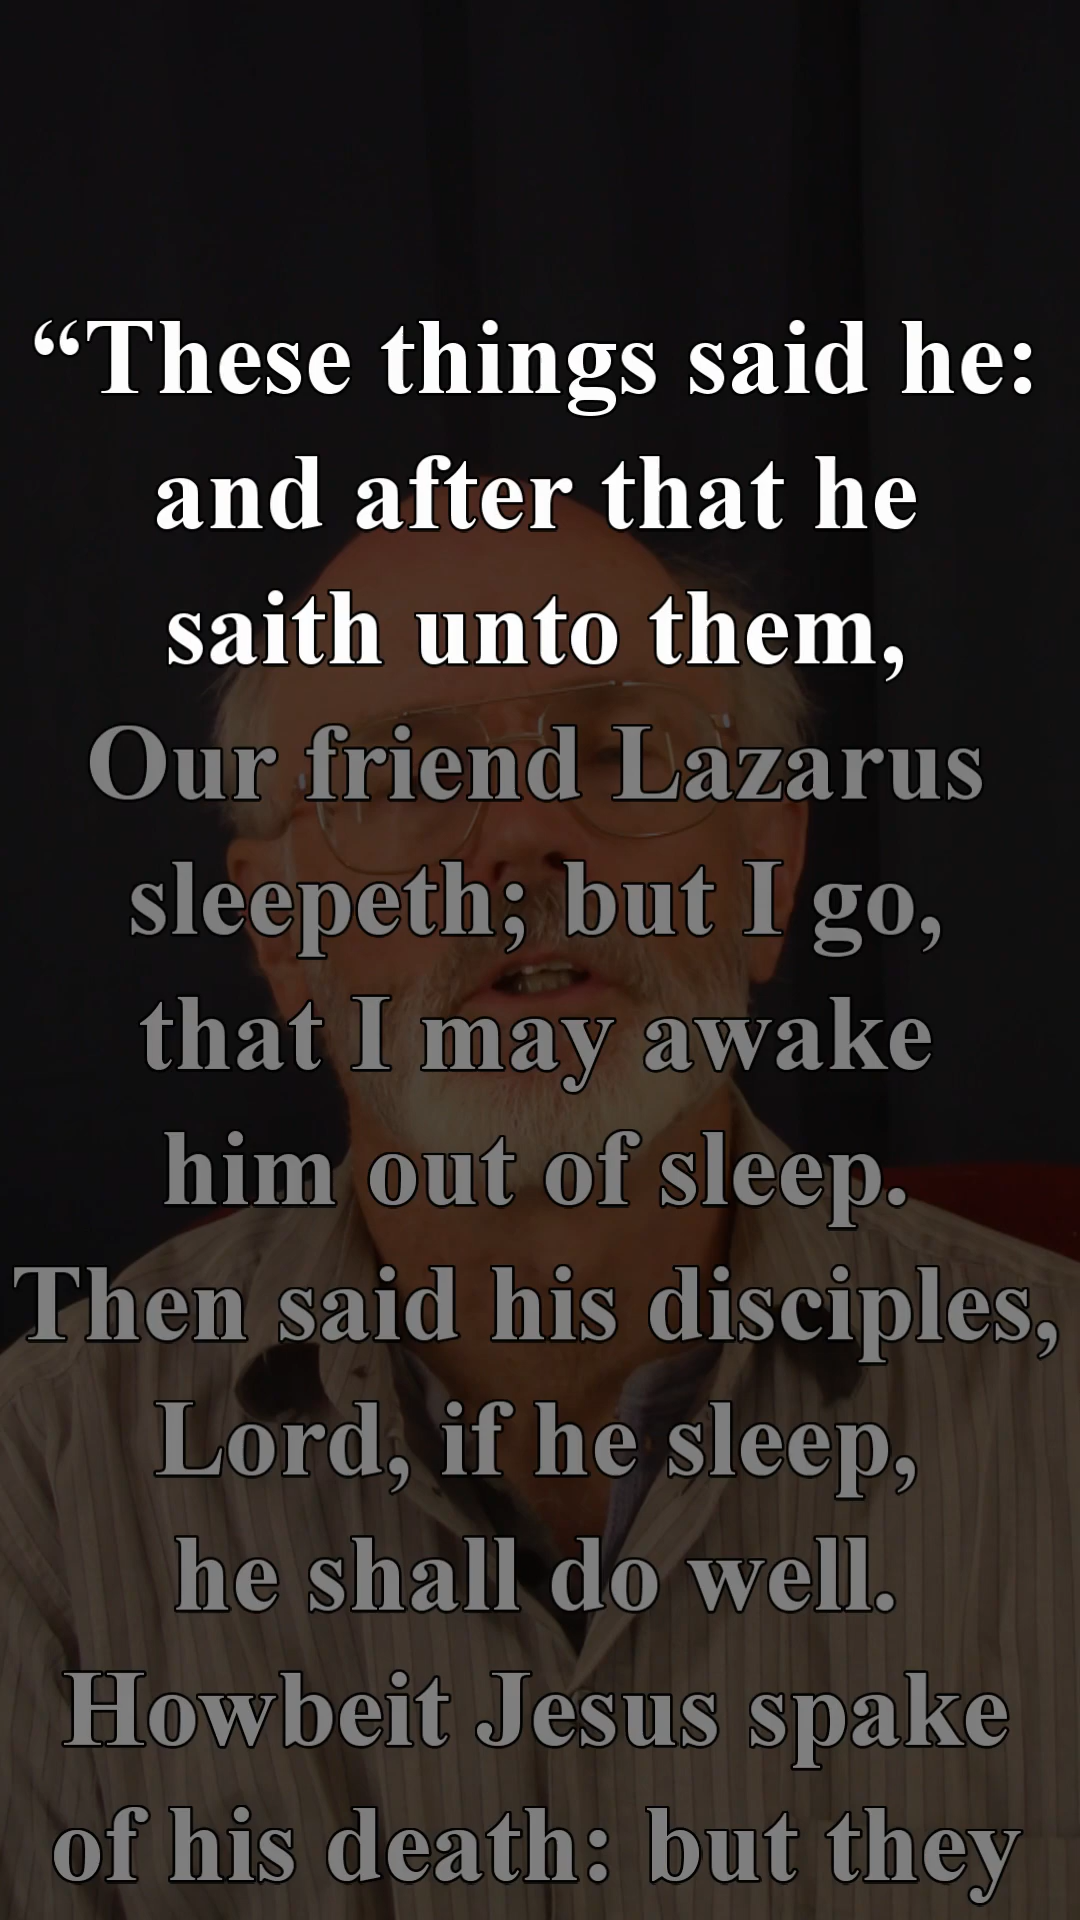 “These things said he:
and after that he
saith unto them,
Our friend Lazarus
sleepeth; but I go,
that I may awake
him out of sleep.
Then said his disciples,
Lord, if he sleep,
he shall do well.
Howbeit Jesus spake
of his death: but they